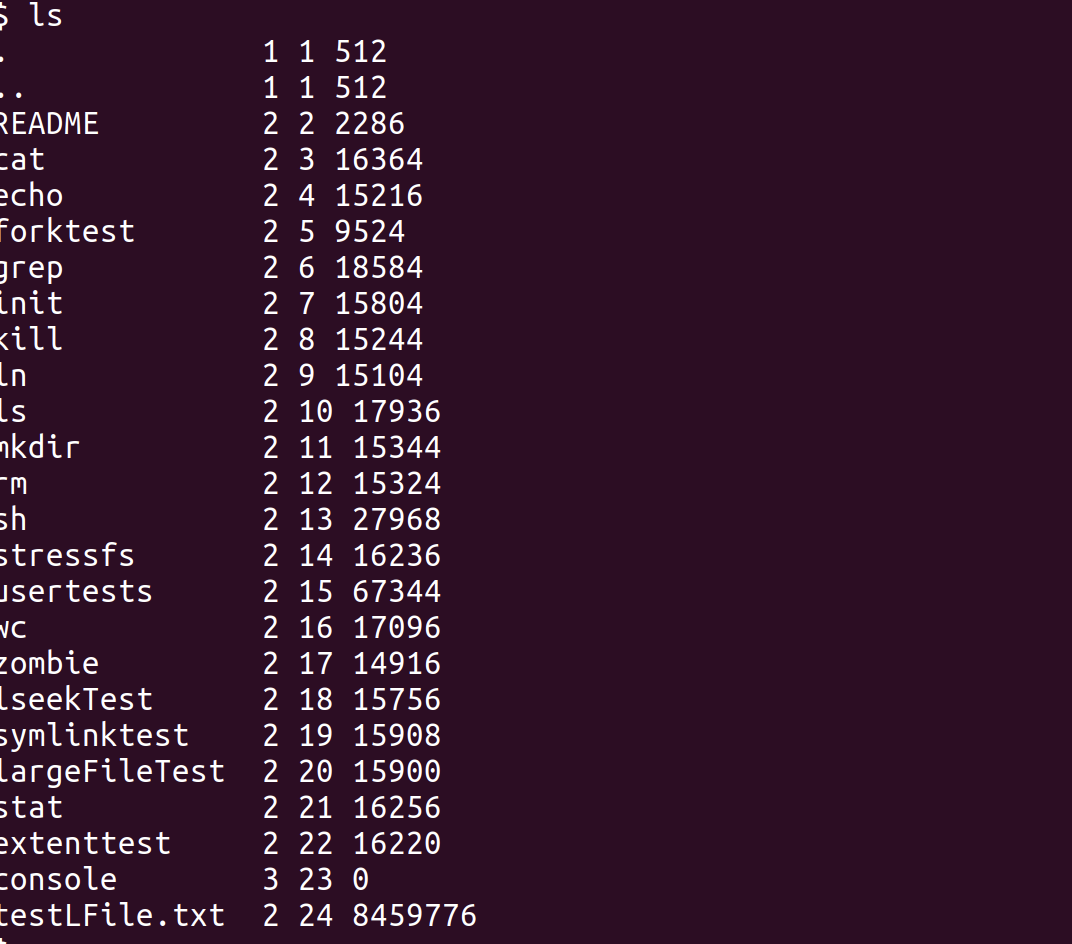 $ ls
. 1 1 512
.. 1 1 512
README 2 2 2286
cat 2 3 16364
echo 2 4 15216
forktest 2 5 9524
grep 2 6 18584
init 2 7 15804
kill 2 8 15244
ln 2 9 15104
ls 2 10 17936
mkdir 2 11 15344
rm 2 12 15324
sh 2 13 27968
stressfs 2 14 16236
usertests 2 15 67344
wc 2 16 17096
zombie 2 17 14916
lseekTest 2 18 15756
symlinktest 2 19 15908
largeFileTest 2 20 15900
stat 2 21 16256
extenttest 2 22 16220
console 3 23 0
testLFile.txt 2 24 8459776